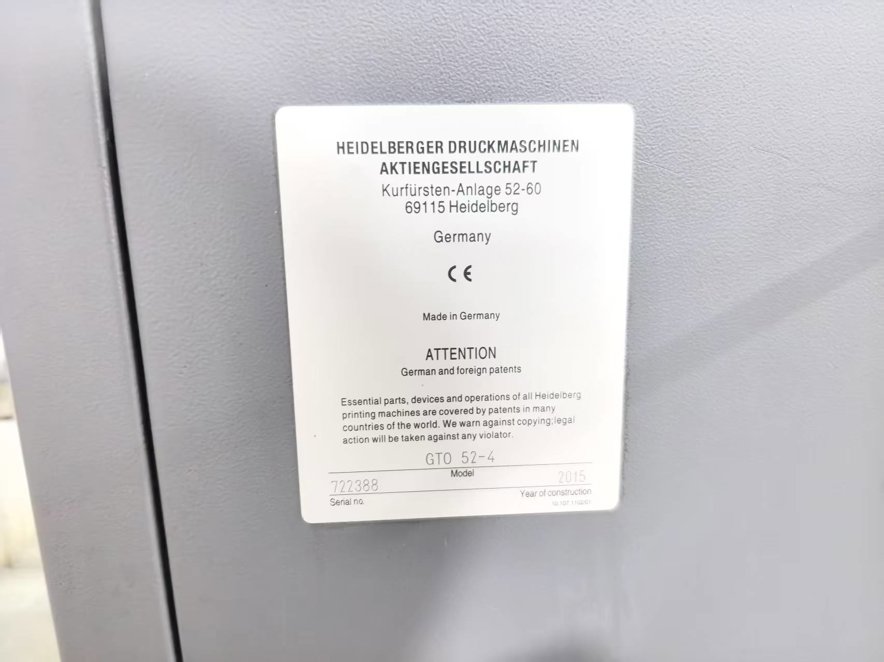 HEIDELBERGER DRUCKMASCHINEN
AKTIENGESELLSCHAFT
Kurfürsten-Anlage 52-60
69115 Heidelberg
Germany
CE
Made in Germany
ATTENTION
German and foreign patents
Essential parts, devices and operations of all Heidelberg
printing machines are covered by patents in many
countries of the world. We warn against copying;legal
action will be taken against any violator.
GTO 52-4
Model
722388 2015
Serial no. Year of construction